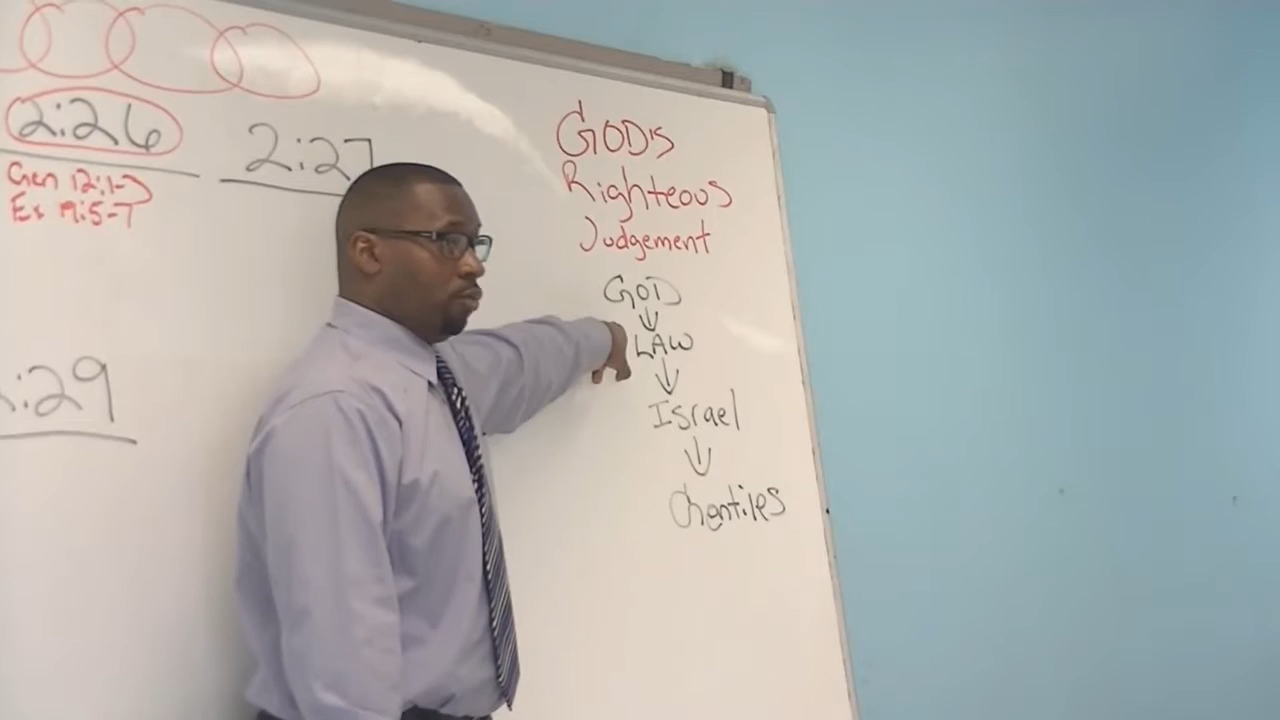 2:26
2:27
Gen 12:1-3
Ex 19:5-7
:29
GOD'S
Righteous
Judgement
GOD
LAW
Israel
Gentiles